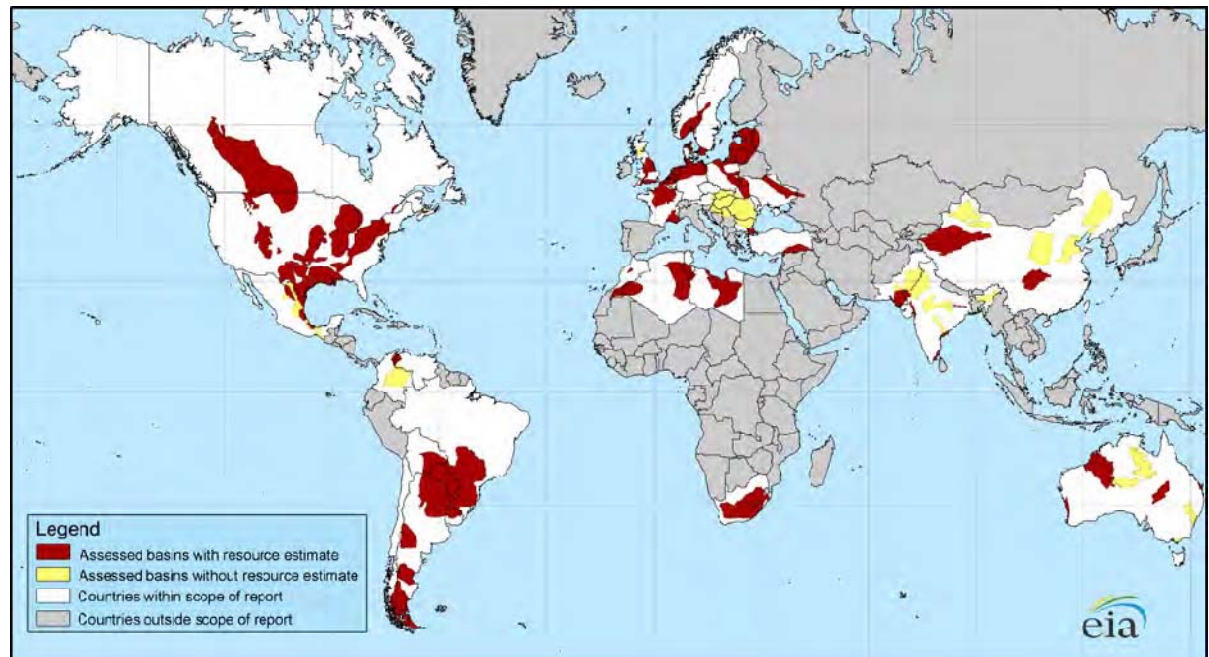 Legend
Assessed basins with resource estimate
Assessed basins without resource estimate
Countries within scope of report
Countries outside scope of report
eia